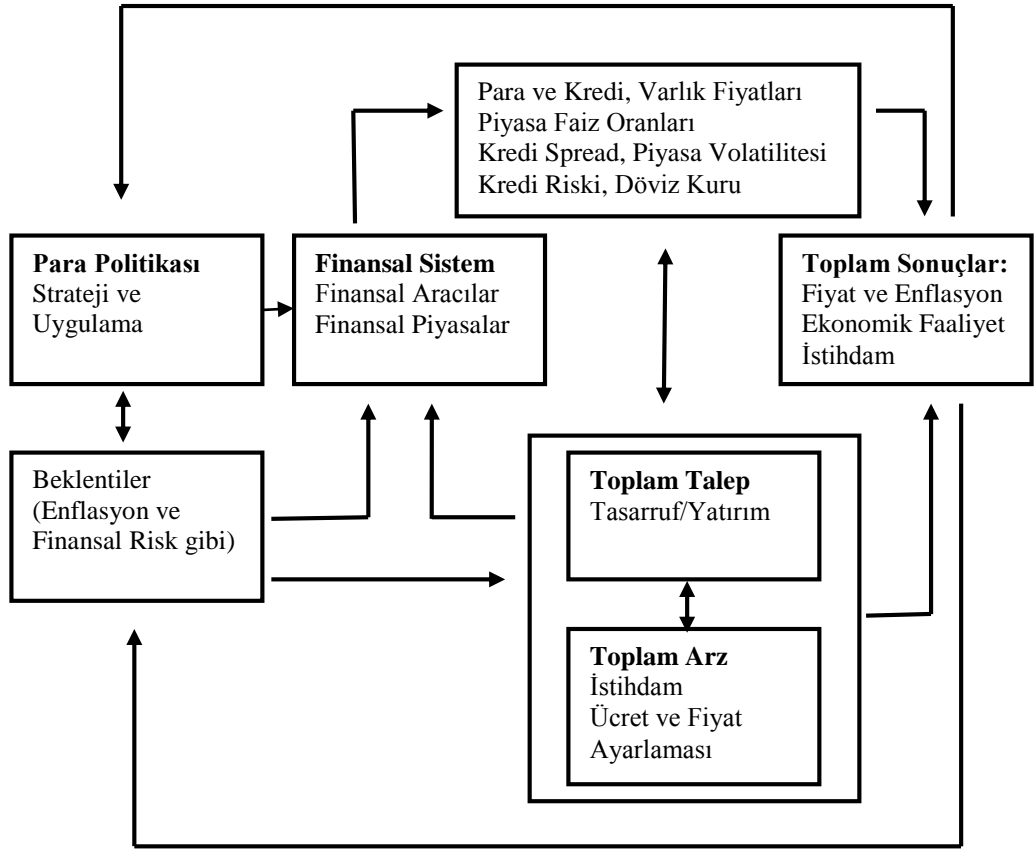 Para ve Kredi, Varlık Fiyatları
Piyasa Faiz Oranları
Kredi Spread, Piyasa Volatilitesi
Kredi Riski, Döviz Kuru
Para Politikası
Strateji ve
Uygulama
Finansal Sistem
Finansal Aracılar
Finansal Piyasalar
Toplam Sonuçlar:
Fiyat ve Enflasyon
Ekonomik Faaliyet
İstihdam
Beklentiler
(Enflasyon ve
Finansal Risk gibi)
Toplam Talep
Tasarruf/Yatırım
Toplam Arz
İstihdam
Ücret ve Fiyat
Ayarlaması